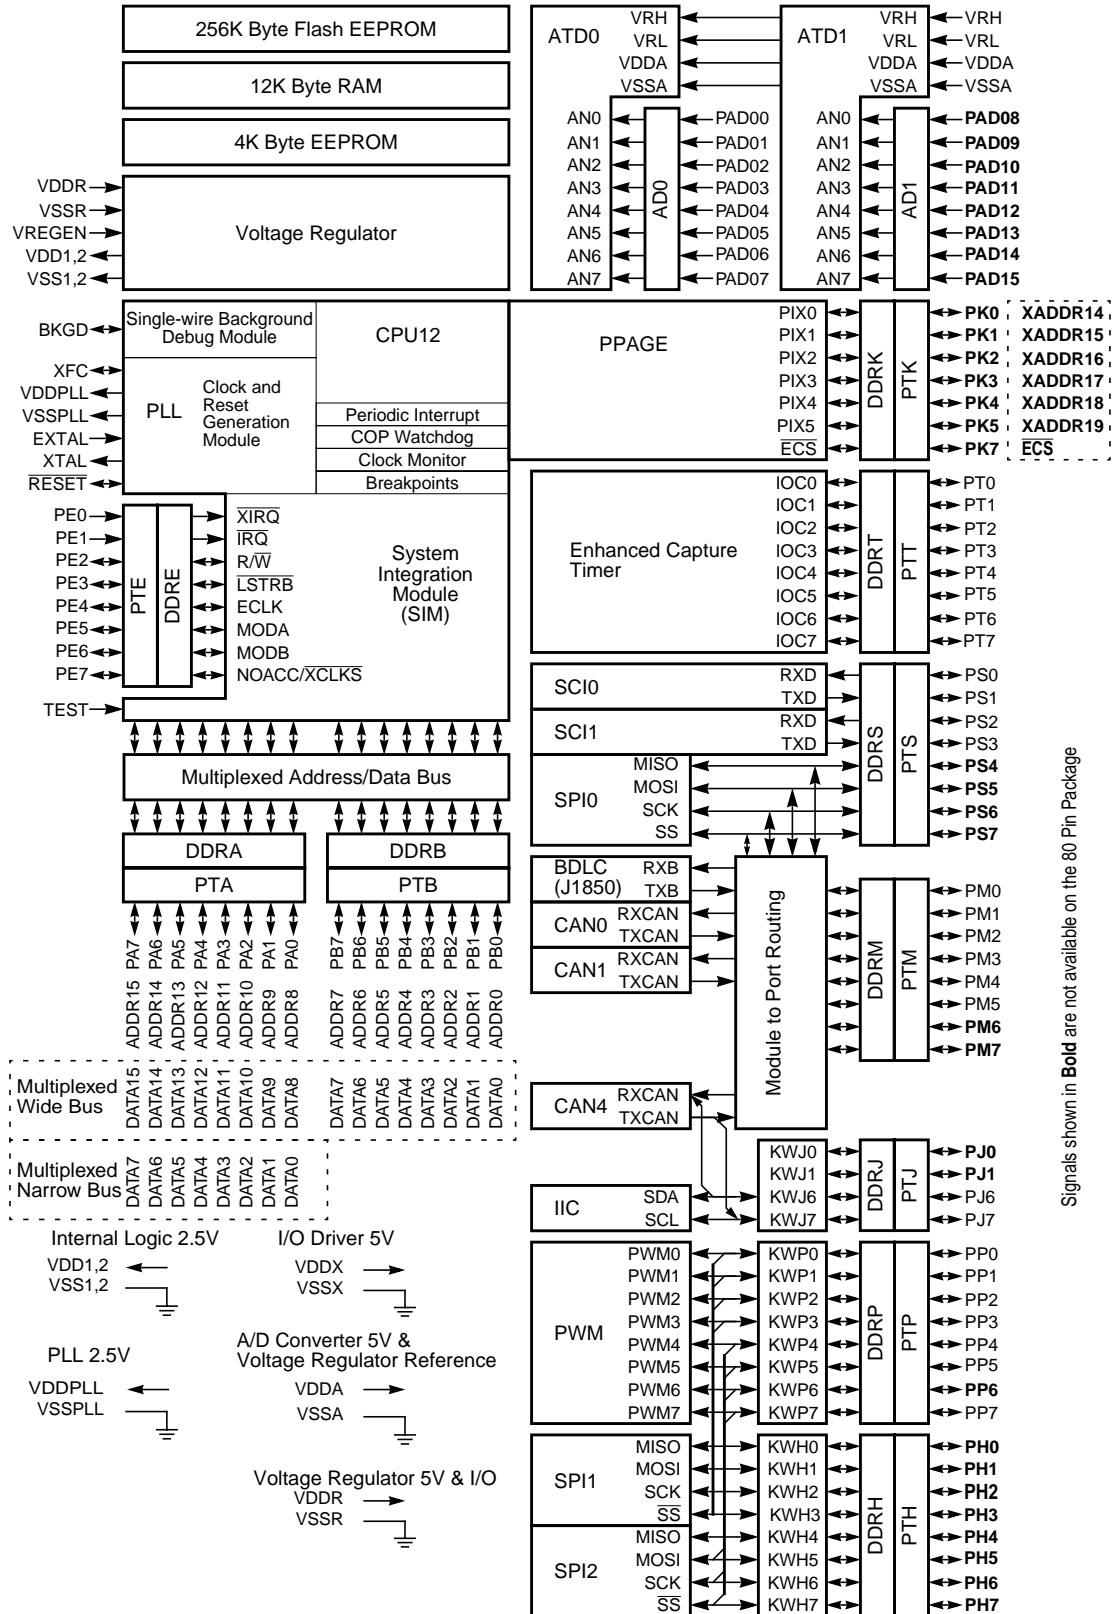 256K Byte Flash EEPROM
12K Byte RAM
4K Byte EEPROM
VDDR
VSSR
VREGEN
VDD1,2
VSS1,2
Voltage Regulator
ATD0
VRH
VRL
VDDA
VSSA
AN0
AN1
AN2
AN3
AN4
AN5
AN6
AN7
AD0
PAD00
PAD01
PAD02
PAD03
PAD04
PAD05
PAD06
PAD07
ATD1
VRH
VRL
VDDA
VSSA
AN0
AN1
AN2
AN3
AN4
AN5
AN6
AN7
AD1
VRH
VRL
VDDA
VSSA
PAD08
PAD09
PAD10
PAD11
PAD12
PAD13
PAD14
PAD15
BKGD
XFC
VDDPLL
VSSPLL
EXTAL
XTAL
RESET
Single-wire Background
Debug Module
CPU12
PLL
Clock and
Reset
Generation
Module
Periodic Interrupt
COP Watchdog
Clock Monitor
Breakpoints
PPAGE
PIX0
PIX1
PIX2
PIX3
PIX4
PIX5
ECS
DDRK
PTK
PK0 XADDR14
PK1 XADDR15
PK2 XADDR16
PK3 XADDR17
PK4 XADDR18
PK5 XADDR19
PK7 ECS
PE0
PE1
PE2
PE3
PE4
PE5
PE6
PE7
TEST
PTE
DDRE
XIRQ
IRQ
R/W
LSTRB
ECLK
MODA
MODB
NOACC/XCLKS
System
Integration
Module
(SIM)
Enhanced Capture
Timer
IOC0
IOC1
IOC2
IOC3
IOC4
IOC5
IOC6
IOC7
DDRT
PTT
PT0
PT1
PT2
PT3
PT4
PT5
PT6
PT7
SCI0
RXD
TXD
SCI1
RXD
TXD
SPI0
MISO
MOSI
SCK
SS
DDRS
PTS
PS0
PS1
PS2
PS3
PS4
PS5
PS6
PS7
Multiplexed Address/Data Bus
DDRA
PTA
DDRB
PTB
PA7
PA6
PA5
PA4
PA3
PA2
PA1
PA0
PB7
PB6
PB5
PB4
PB3
PB2
PB1
PB0
ADDR15
ADDR14
ADDR13
ADDR12
ADDR11
ADDR10
ADDR9
ADDR8
ADDR7
ADDR6
ADDR5
ADDR4
ADDR3
ADDR2
ADDR1
ADDR0
Multiplexed
Wide Bus
DATA15
DATA14
DATA13
DATA12
DATA11
DATA10
DATA9
DATA8
DATA7
DATA6
DATA5
DATA4
DATA3
DATA2
DATA1
DATA0
Multiplexed
Narrow Bus
DATA7
DATA6
DATA5
DATA4
DATA3
DATA2
DATA1
DATA0
BDLC
(J1850)
RXB
TXB
CAN0
RXCAN
TXCAN
CAN1
RXCAN
TXCAN
CAN4
RXCAN
TXCAN
Module to Port Routing
DDRM
PTM
PM0
PM1
PM2
PM3
PM4
PM5
PM6
PM7
IIC
SDA
SCL
KWJ0
KWJ1
KWJ6
KWJ7
DDRJ
PTJ
PJ0
PJ1
PJ6
PJ7
PWM
PWM0
PWM1
PWM2
PWM3
PWM4
PWM5
PWM6
PWM7
KWP0
KWP1
KWP2
KWP3
KWP4
KWP5
KWP6
KWP7
DDRP
PTP
PP0
PP1
PP2
PP3
PP4
PP5
PP6
PP7
SPI1
MISO
MOSI
SCK
SS
SPI2
MISO
MOSI
SCK
SS
KWH0
KWH1
KWH2
KWH3
KWH4
KWH5
KWH6
KWH7
DDRH
PTH
PH0
PH1
PH2
PH3
PH4
PH5
PH6
PH7
Internal Logic 2.5V
VDD1,2
VSS1,2
I/O Driver 5V
VDDX
VSSX
PLL 2.5V
VDDPLL
VSSPLL
A/D Converter 5V &
Voltage Regulator Reference
VDDA
VSSA
Voltage Regulator 5V & I/O
VDDR
VSSR
Signals shown in Bold are not available on the 80 Pin Package